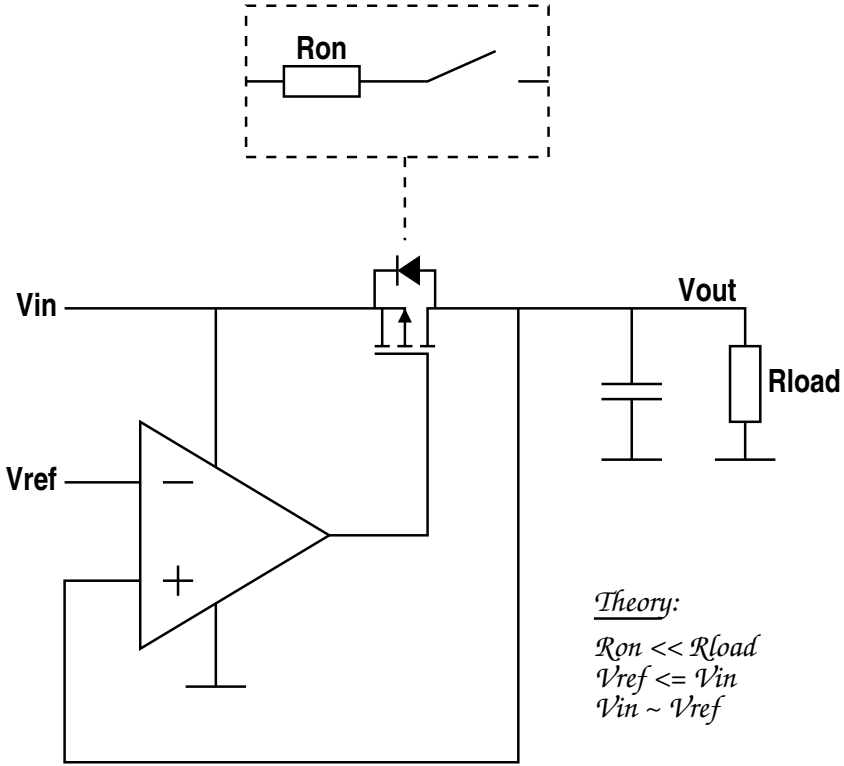 Ron
Vin
Vout
Rload
Vref
−
+
Theory:
Ron << Rload
Vref <= Vin
Vin ~ Vref